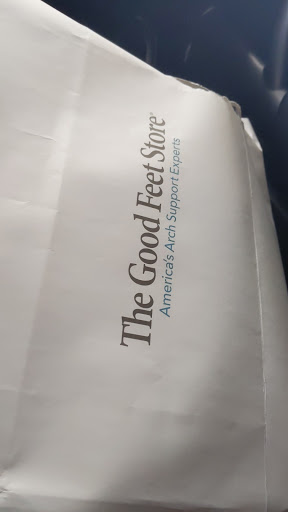 The Good Feet Store®
America's Arch Support Experts